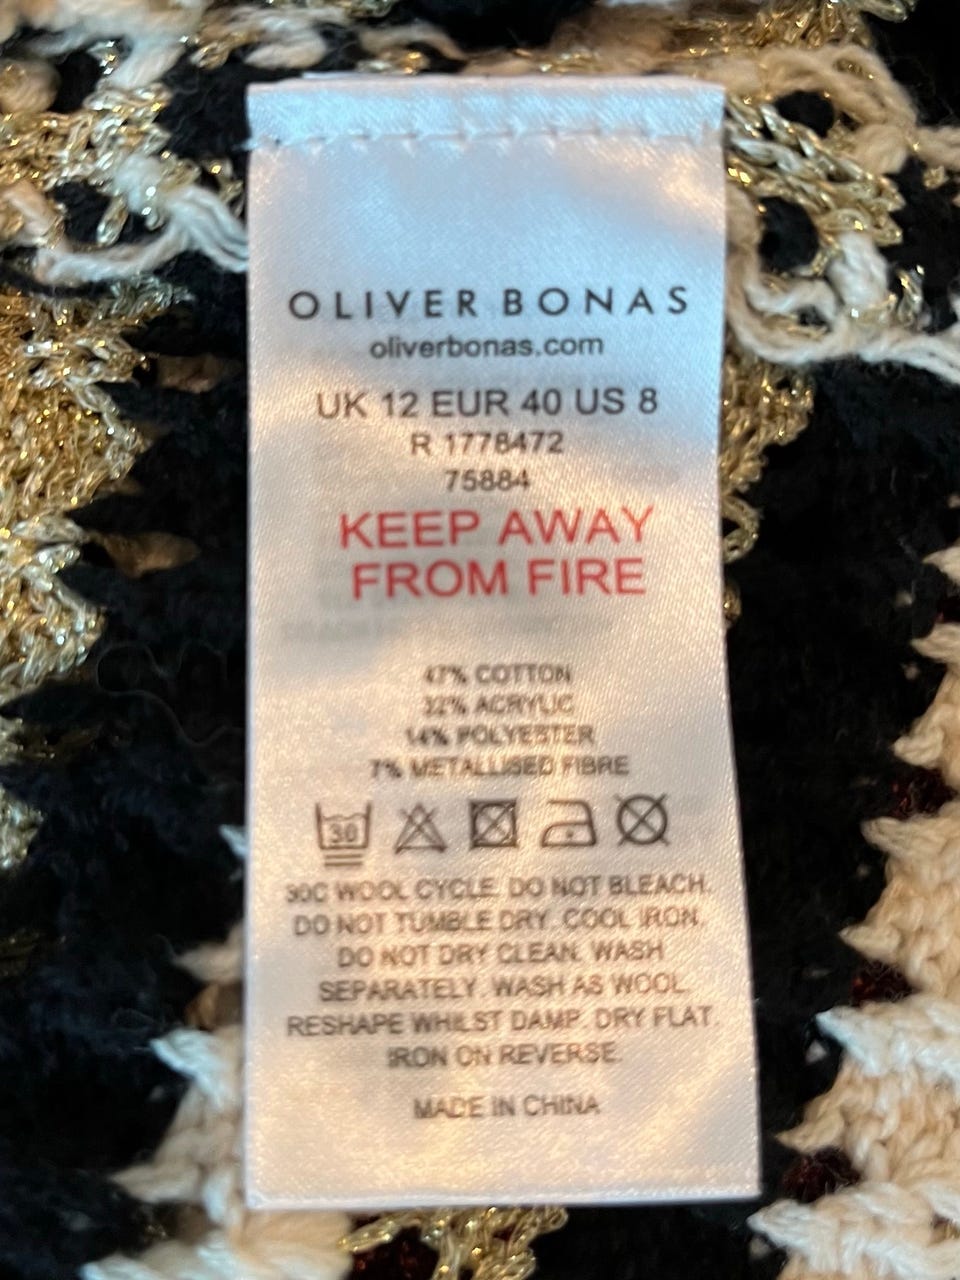 OLIVER BONAS
oliverbonas.com
UK 12 EUR 40 US 8
R 1778472
75884
KEEP AWAY
FROM FIRE
47% COTTON
32% ACRYLIC
14% POLYESTER
7% METALLISED FIBRE
30
30C WOOL CYCLE. DO NOT BLEACH.
DO NOT TUMBLE DRY. COOL IRON.
DO NOT DRY CLEAN. WASH
SEPARATELY. WASH AS WOOL.
RESHAPE WHILST DAMP. DRY FLAT.
IRON ON REVERSE.
MADE IN CHINA